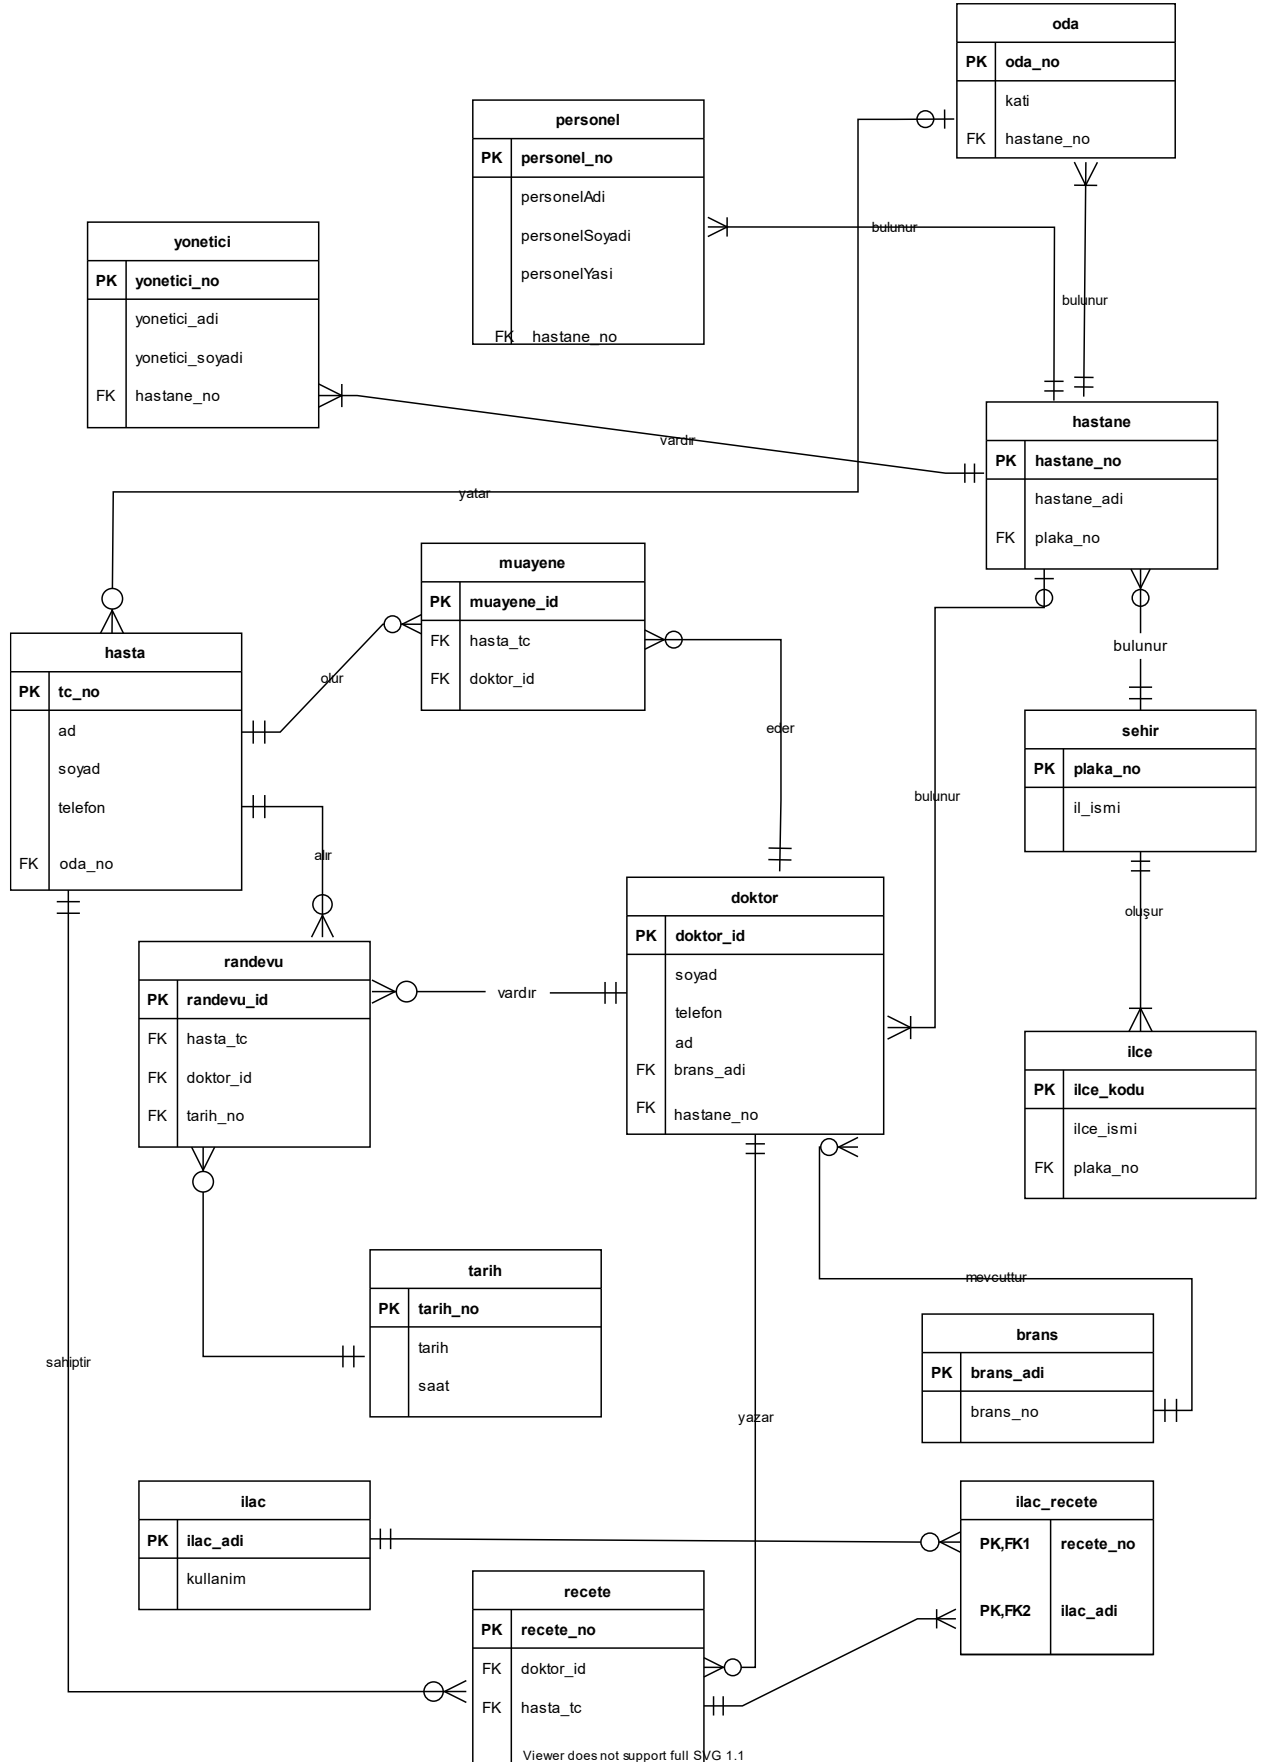 oda
PK oda_no
kati
FK hastane_no
personel
PK personel_no
personelAdi
personelSoyadi
personelYasi
FK hastane_no
bulunur
bulunur
yonetici
PK yonetici_no
yonetici_adi
yonetici_soyadi
FK hastane_no
vardır
yatar
hastane
PK hastane_no
hastane_adi
FK plaka_no
muayene
PK muayene_id
FK hasta_tc
FK doktor_id
hasta
PK tc_no
ad
soyad
telefon
FK oda_no
olur
eder
bulunur
bulunur
sehir
PK plaka_no
il_ismi
alır
oluşur
doktor
PK doktor_id
soyad
telefon
ad
FK brans_adi
FK hastane_no
randevu
PK randevu_id
FK hasta_tc
FK doktor_id
FK tarih_no
vardır
ilce
PK ilce_kodu
ilce_ismi
FK plaka_no
tarih
PK tarih_no
tarih
saat
mevcuttur
brans
PK brans_adi
brans_no
sahiptir
yazar
ilac
PK ilac_adi
kullanim
ilac_recete
PK,FK1 recete_no
PK,FK2 ilac_adi
recete
PK recete_no
FK doktor_id
FK hasta_tc
Viewer does not support full SVG 1.1